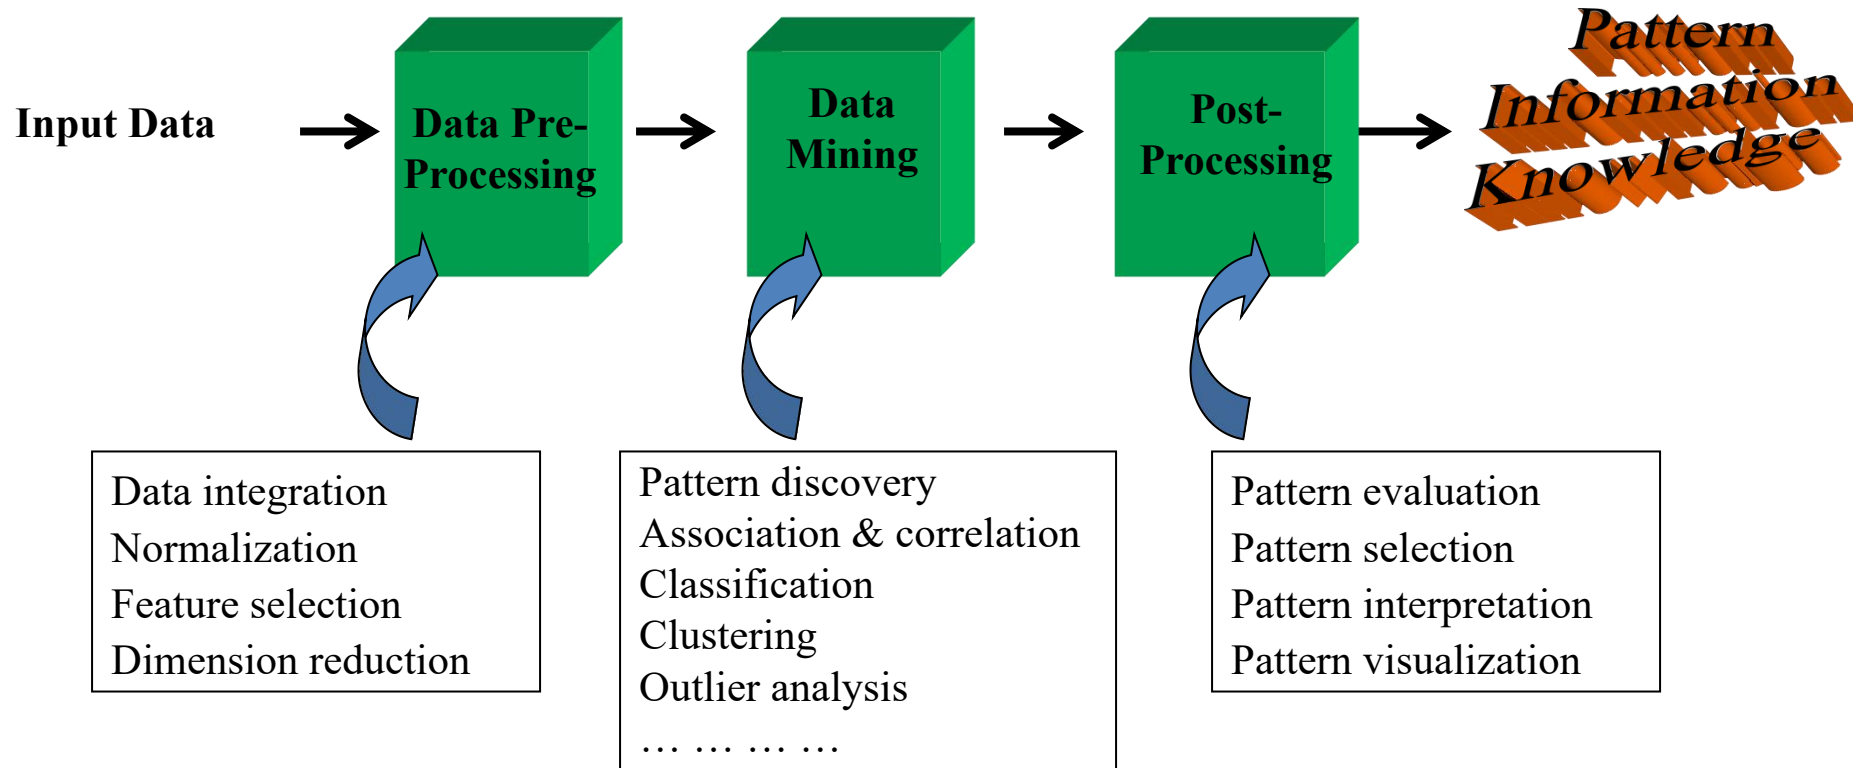 Input Data
Data Pre-
Processing
Data
Mining
Post-
Processing
Pattern
Information
Knowledge
Data integration
Normalization
Feature selection
Dimension reduction
Pattern discovery
Association & correlation
Classification
Clustering
Outlier analysis
… … … …
Pattern evaluation
Pattern selection
Pattern interpretation
Pattern visualization